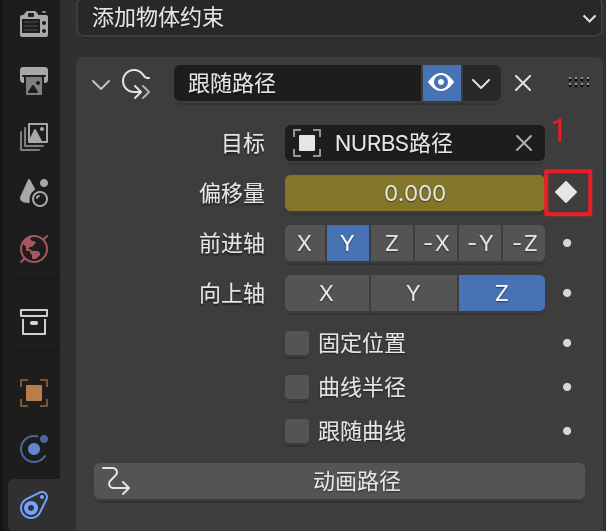 添加物体约束
跟随路径
1
目标 NURBS路径
偏移量 0.000
前进轴 X Y Z -X -Y -Z
向上轴 X Y Z
固定位置
曲线半径
跟随曲线
动画路径